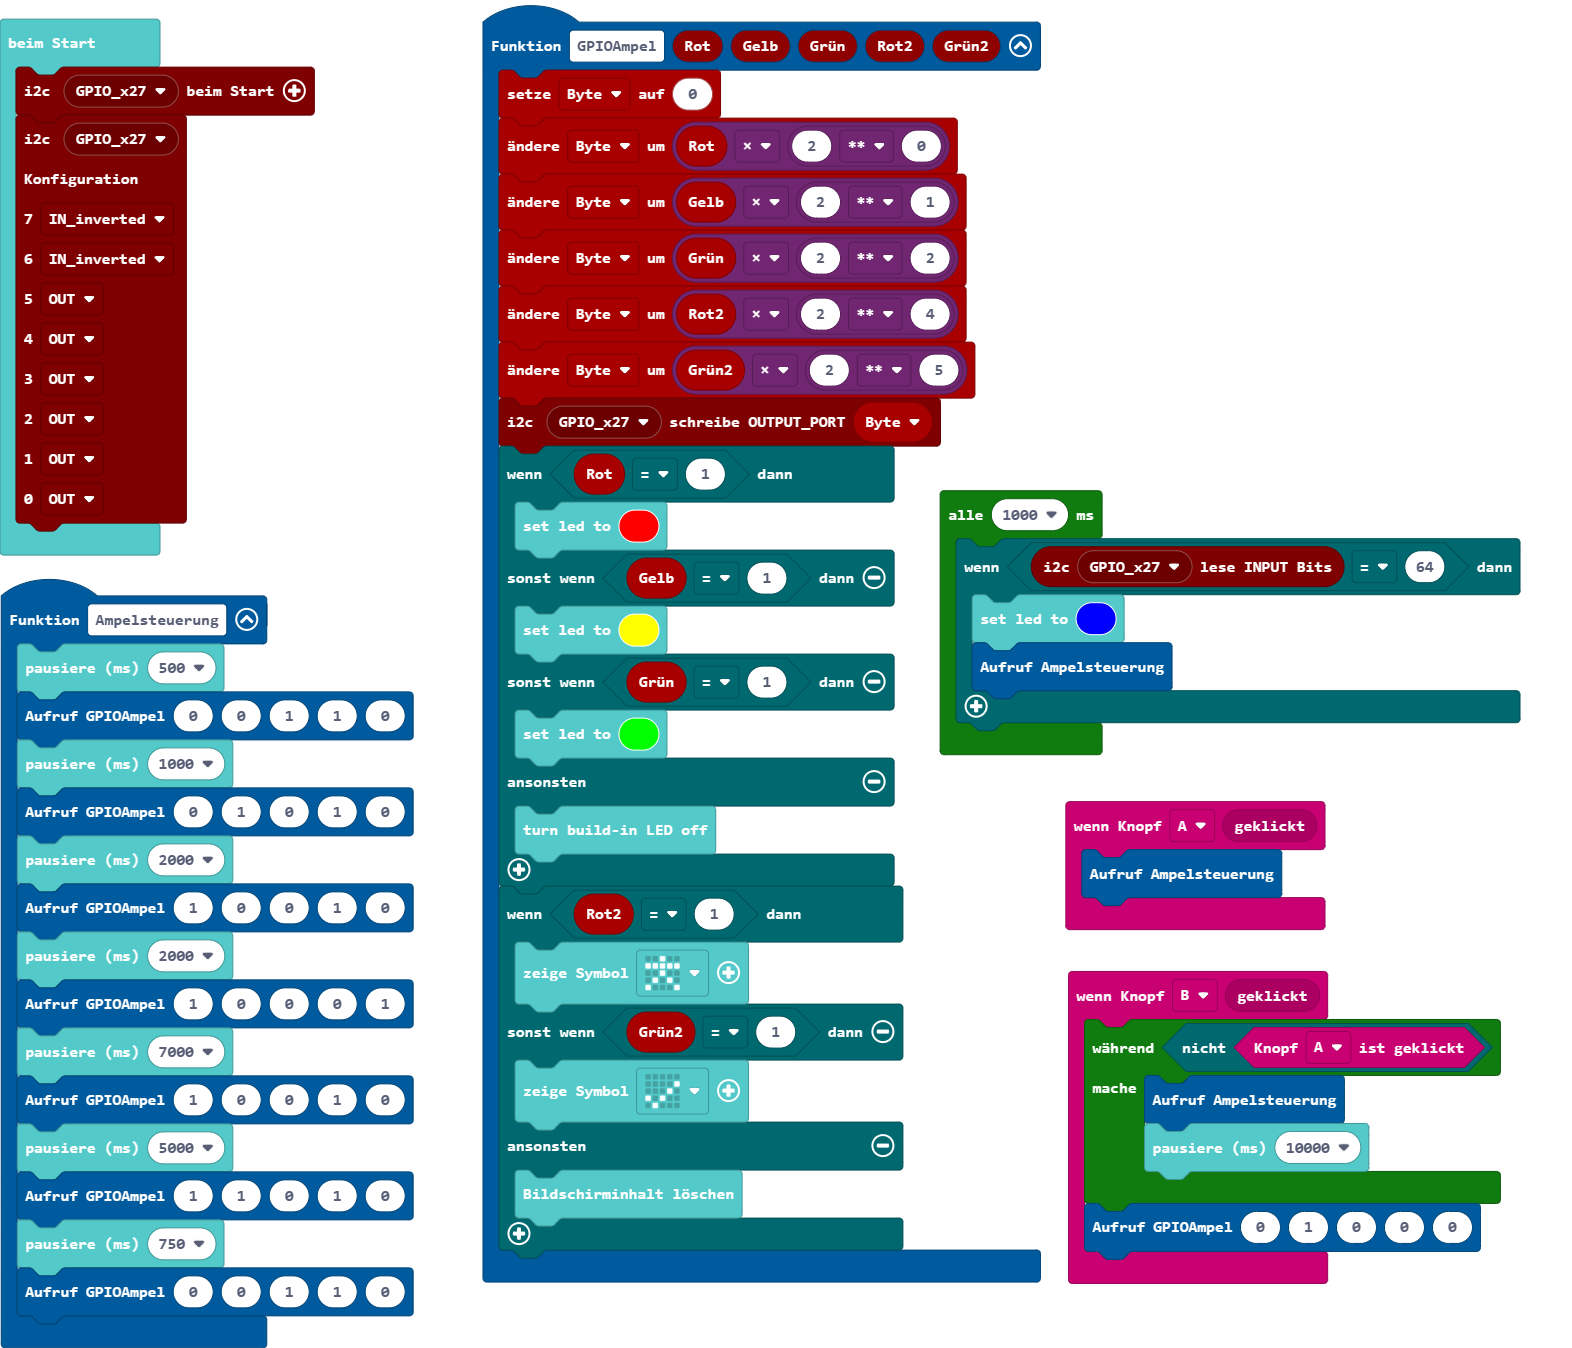 beim Start
i2c GPIO_x27 beim Start
i2c GPIO_x27
Konfiguration
7 IN_inverted
6 IN_inverted
5 OUT
4 OUT
3 OUT
2 OUT
1 OUT
0 OUT
Funktion Ampelsteuerung
pausiere (ms) 500
Aufruf GPIOAmpel 0 0 1 1 0
pausiere (ms) 1000
Aufruf GPIOAmpel 0 1 0 1 0
pausiere (ms) 2000
Aufruf GPIOAmpel 1 0 0 1 0
pausiere (ms) 2000
Aufruf GPIOAmpel 1 0 0 0 1
pausiere (ms) 7000
Aufruf GPIOAmpel 1 0 0 1 0
pausiere (ms) 5000
Aufruf GPIOAmpel 1 1 0 1 0
pausiere (ms) 750
Aufruf GPIOAmpel 0 0 1 1 0
Funktion GPIOAmpel Rot Gelb Grün Rot2 Grün2
setze Byte auf 0
ändere Byte um Rot × 2 ** 0
ändere Byte um Gelb × 2 ** 1
ändere Byte um Grün × 2 ** 2
ändere Byte um Rot2 × 2 ** 4
ändere Byte um Grün2 × 2 ** 5
i2c GPIO_x27 schreibe OUTPUT_PORT Byte
wenn Rot = 1 dann
set led to
sonst wenn Gelb = 1 dann
set led to
sonst wenn Grün = 1 dann
set led to
ansonsten
turn build-in LED off
wenn Rot2 = 1 dann
zeige Symbol
sonst wenn Grün2 = 1 dann
zeige Symbol
ansonsten
Bildschirminhalt löschen
alle 1000 ms
wenn i2c GPIO_x27 lese INPUT Bits = 64 dann
set led to
Aufruf Ampelsteuerung
wenn Knopf A geklickt
Aufruf Ampelsteuerung
wenn Knopf B geklickt
während nicht Knopf A ist geklickt
mache Aufruf Ampelsteuerung
pausiere (ms) 10000
Aufruf GPIOAmpel 0 1 0 0 0